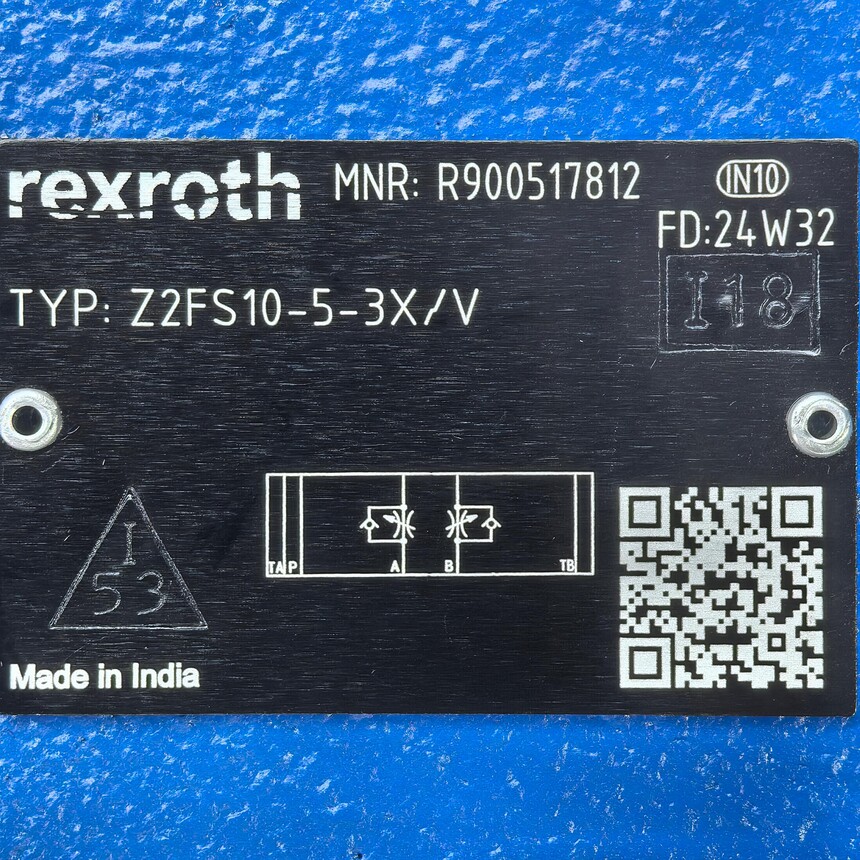 rexroth MNR: R900517812 IN10
FD:24W32
TYP: Z2FS10-5-3X/V
I18
I
53
TA P A B TB
Made in India